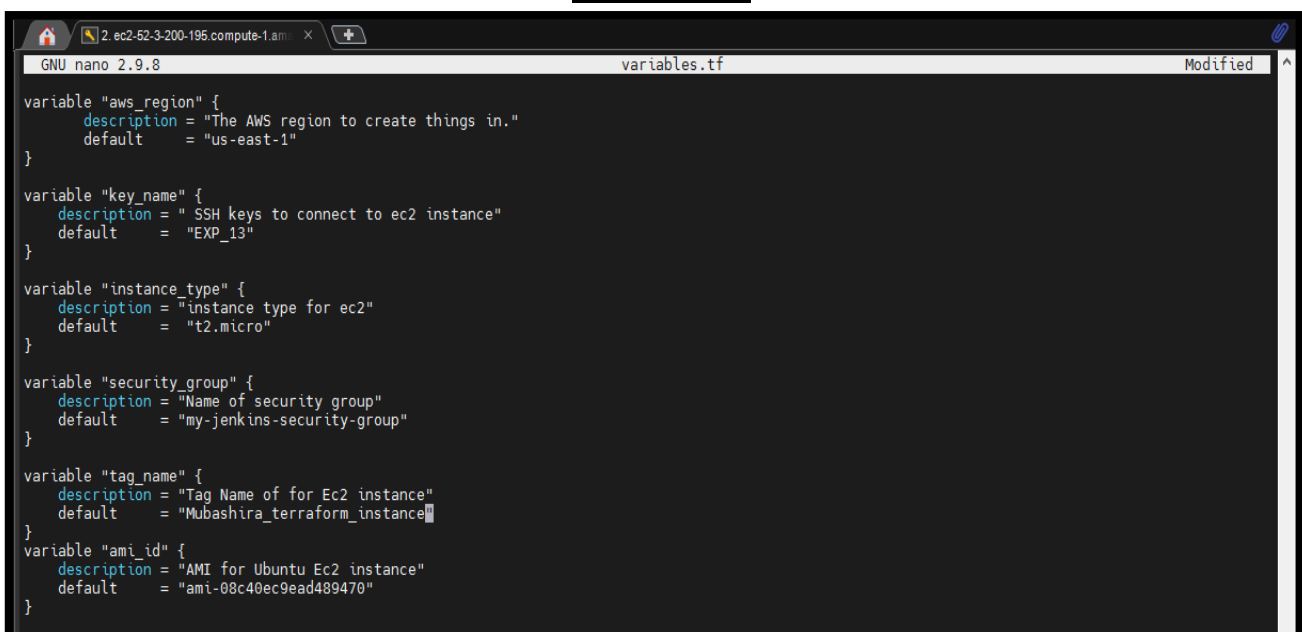 2. ec2-52-3-200-195.compute-1.am
GNU nano 2.9.8 variables.tf Modified
variable "aws_region" {
description = "The AWS region to create things in."
default = "us-east-1"
}
variable "key_name" {
description = " SSH keys to connect to ec2 instance"
default = "EXP_13"
}
variable "instance_type" {
description = "instance type for ec2"
default = "t2.micro"
}
variable "security_group" {
description = "Name of security group"
default = "my-jenkins-security-group"
}
variable "tag_name" {
description = "Tag Name of for Ec2 instance"
default = "Mubashira_terraform_instance"
}
variable "ami_id" {
description = "AMI for Ubuntu Ec2 instance"
default = "ami-08c40ec9ead489470"
}